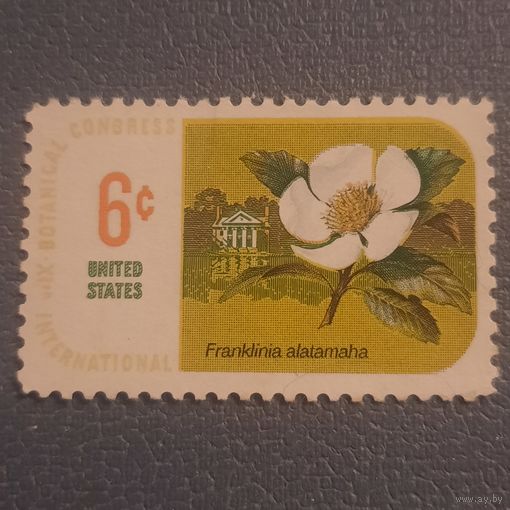 XI INTERNATIONAL BOTANICAL CONGRESS
6¢
UNITED
STATES
Franklinia alatamaha
www.ay.by